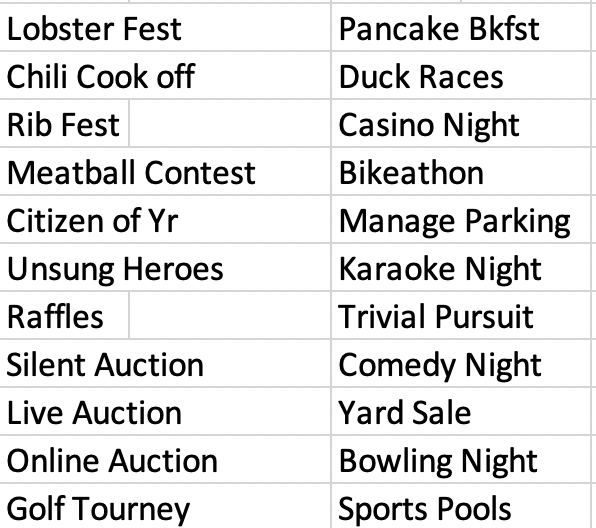 Lobster Fest	Pancake Bkfst
Chili Cook off	Duck Races
Rib Fest	Casino Night
Meatball Contest	Bikeathon
Citizen of Yr	Manage Parking
Unsung Heroes	Karaoke Night
Raffles	Trivial Pursuit
Silent Auction	Comedy Night
Live Auction	Yard Sale
Online Auction	Bowling Night
Golf Tourney	Sports Pools